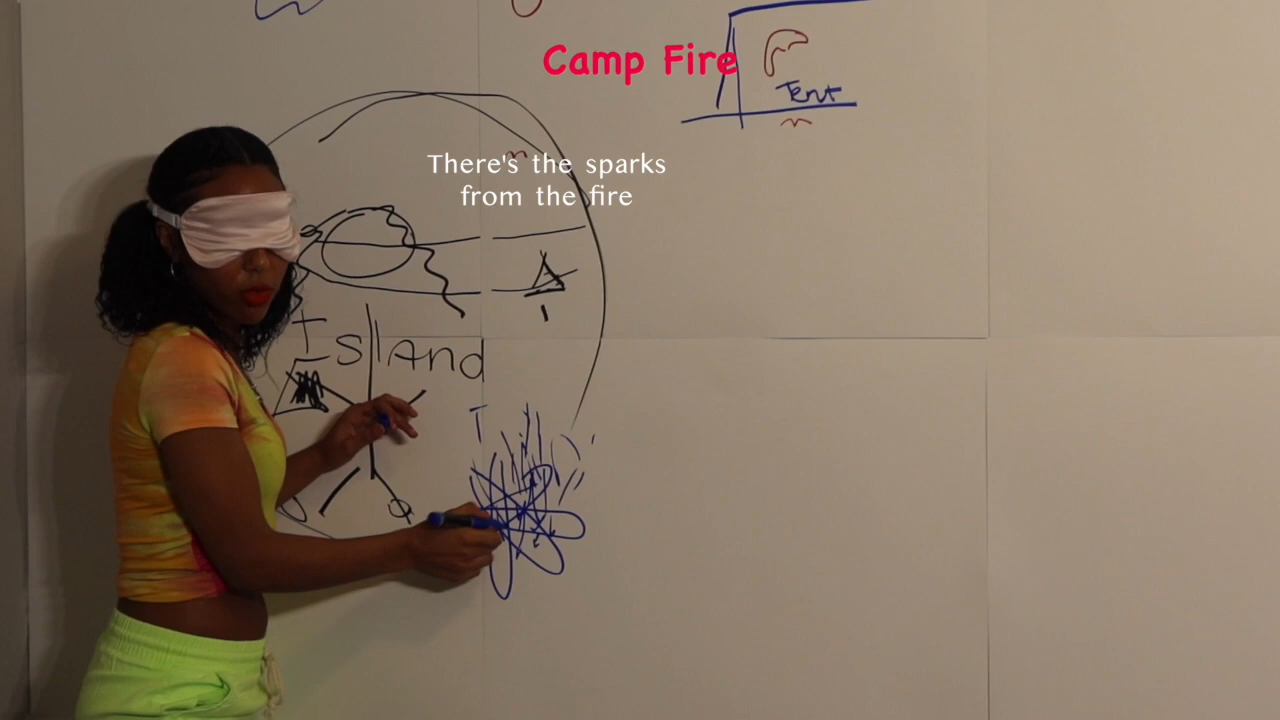 Camp Fire
Tent
There's the sparks
from the fire
Island